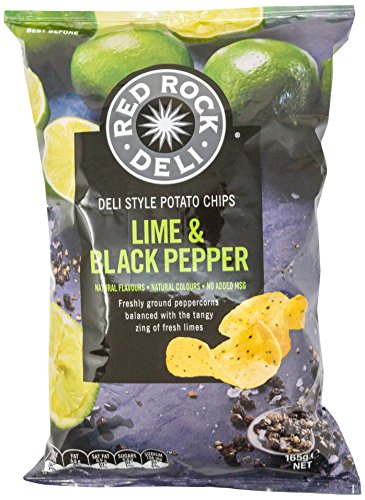 BEST BEFORE
RED ROCK
DELI
®
DELI STYLE POTATO CHIPS
LIME &
BLACK PEPPER
NATURAL FLAVOURS • NATURAL COLOURS • NO ADDED MSG
Freshly ground peppercorns
balanced with the tangy
zing of fresh limes
165g ℮
NET
FAT
SAT FAT
SUGARS
SODIUM